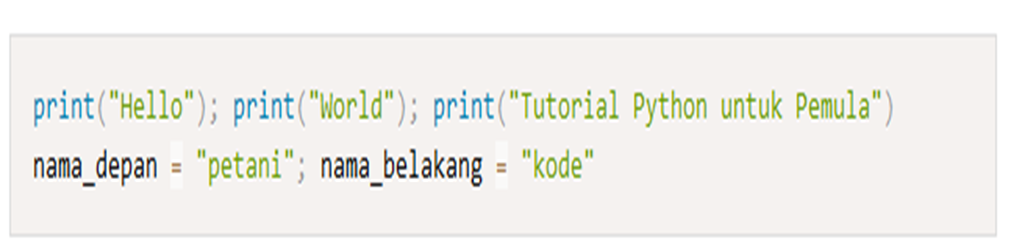 print("Hello"); print("World"); print("Tutorial Python untuk Pemula")
nama_depan = "petani"; nama_belakang = "kode"